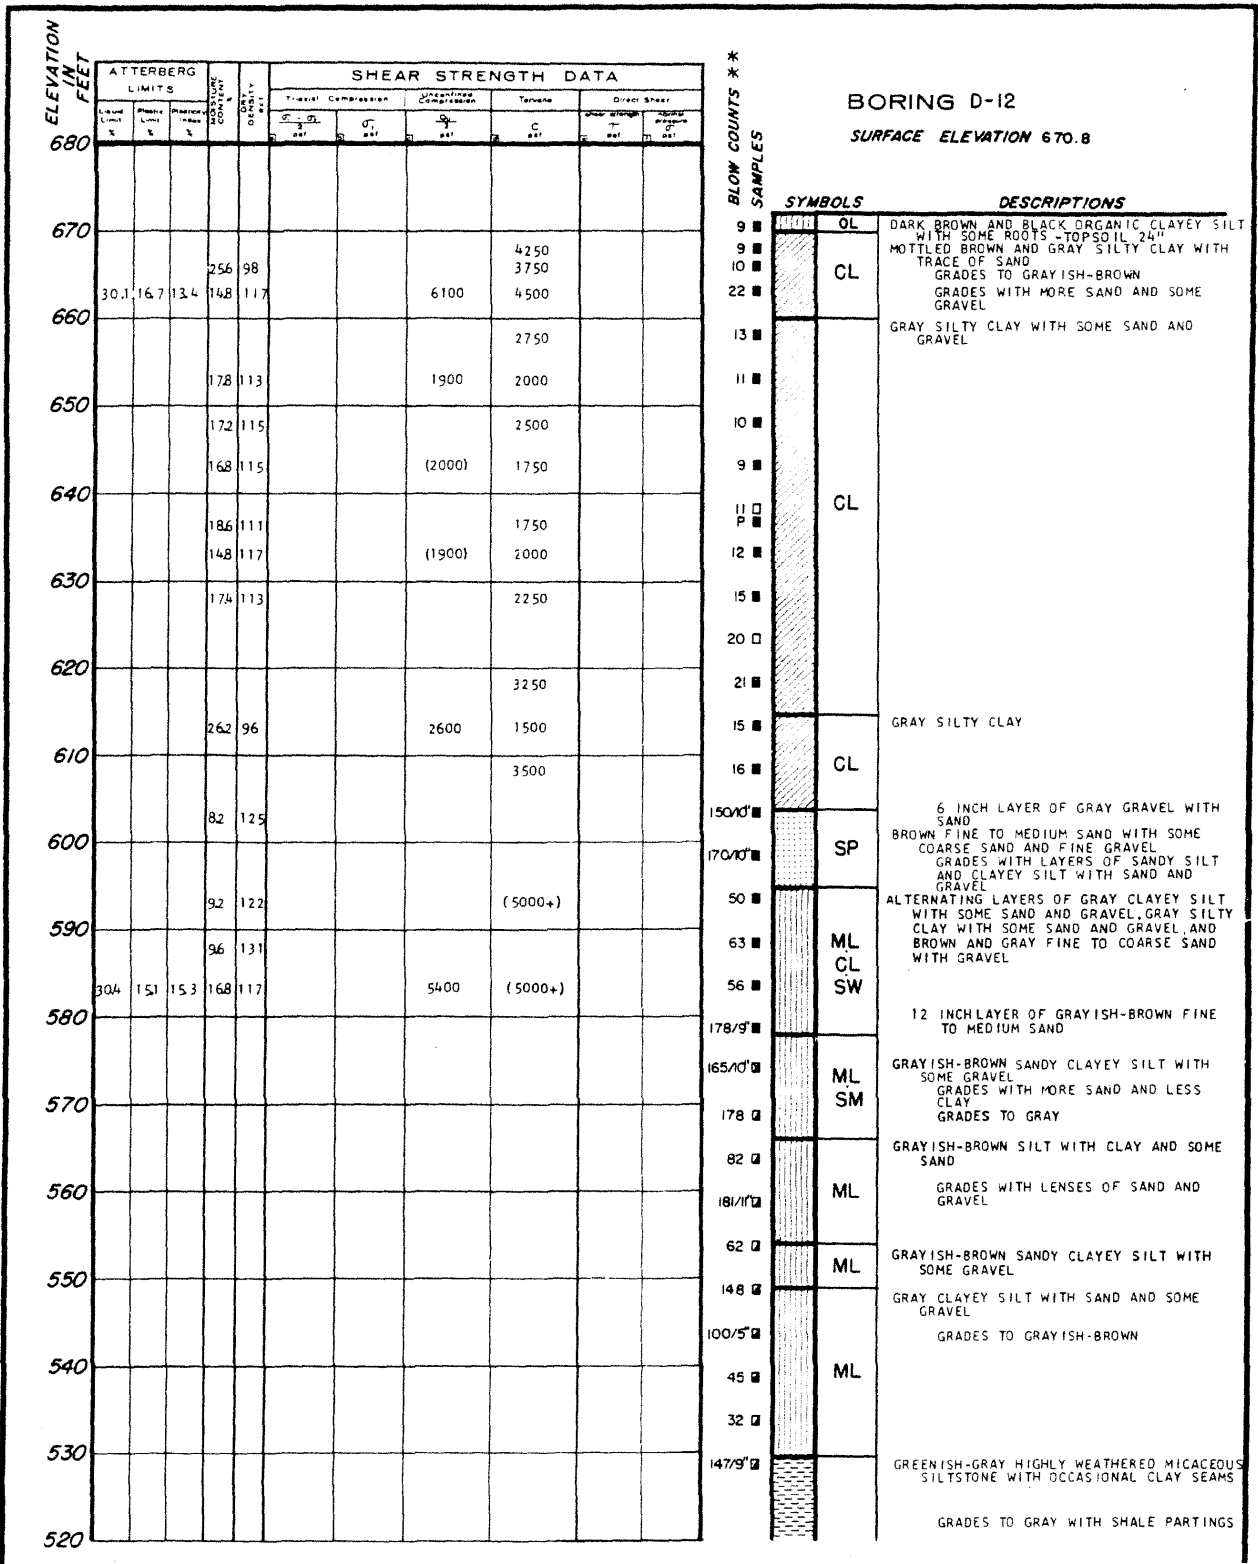 ELEVATION
IN
FEET
ATTERBERG
LIMITS
Liquid
Limit
%
Plastic
Limit
%
Plasticity
Index
%
MOISTURE
CONTENT
%
DRY
DENSITY
SHEAR STRENGTH DATA
Triaxial Compression
Unconfined
Compression
Torvane
C
psf
Direct Shear
BLOW COUNTS **
SAMPLES
BORING D-12
SURFACE ELEVATION 670.8
SYMBOLS
DESCRIPTIONS
680
670
660
650
640
630
620
610
600
590
580
570
560
550
540
530
520
4250
25.6 98 3750
30.1 16.7 13.4 14.8 117 6100 4500
2750
17.8 113 1900 2000
17.2 115 2500
16.8 115 (2000) 1750
18.6 111 1750
14.8 117 (1900) 2000
17.4 113 2250
3250
26.2 96 2600 1500
3500
8.2 125
9.2 122 (5000+)
9.6 131
30.4 15.1 15.3 16.8 117 5400 (5000+)
9
9
10
22
13
11
10
9
11
P
12
15
20
21
15
16
150/10"
170/10"
50
63
56
178/9"
165/10"
178
82
181/11"
62
148
100/5"
45
32
147/9"
OL
DARK BROWN AND BLACK ORGANIC CLAYEY SILT
WITH SOME ROOTS -TOPSOIL 24"
CL
MOTTLED BROWN AND GRAY SILTY CLAY WITH
TRACE OF SAND
GRADES TO GRAYISH-BROWN
GRADES WITH MORE SAND AND SOME
GRAVEL
CL
GRAY SILTY CLAY WITH SOME SAND AND
GRAVEL
CL
GRAY SILTY CLAY
6 INCH LAYER OF GRAY GRAVEL WITH
SAND
SP
BROWN FINE TO MEDIUM SAND WITH SOME
COARSE SAND AND FINE GRAVEL
GRADES WITH LAYERS OF SANDY SILT
AND CLAYEY SILT WITH SAND AND
GRAVEL
ML
CL
SW
ALTERNATING LAYERS OF GRAY CLAYEY SILT
WITH SOME SAND AND GRAVEL, GRAY SILTY
CLAY WITH SOME SAND AND GRAVEL, AND
BROWN AND GRAY FINE TO COARSE SAND
WITH GRAVEL
12 INCH LAYER OF GRAYISH-BROWN FINE
TO MEDIUM SAND
ML
SM
GRAYISH-BROWN SANDY CLAYEY SILT WITH
SOME GRAVEL
GRADES WITH MORE SAND AND LESS
CLAY
GRADES TO GRAY
ML
GRAYISH-BROWN SILT WITH CLAY AND SOME
SAND
GRADES WITH LENSES OF SAND AND
GRAVEL
ML
GRAYISH-BROWN SANDY CLAYEY SILT WITH
SOME GRAVEL
ML
GRAY CLAYEY SILT WITH SAND AND SOME
GRAVEL
GRADES TO GRAYISH-BROWN
GREENISH-GRAY HIGHLY WEATHERED MICACEOUS
SILTSTONE WITH OCCASIONAL CLAY SEAMS
GRADES TO GRAY WITH SHALE PARTINGS